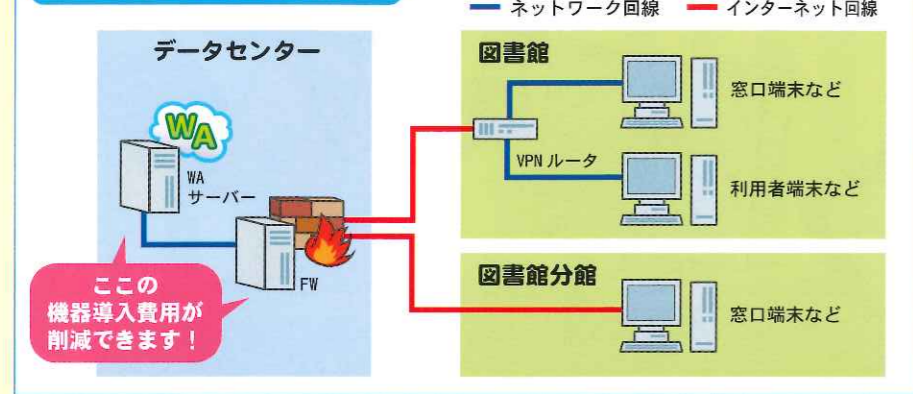 ネットワーク回線 インターネット回線
データセンター
WA
WA
サーバー
FW
ここの
機器導入費用が
削減できます！
図書館
窓口端末など
VPN ルータ
利用者端末など
図書館分館
窓口端末など